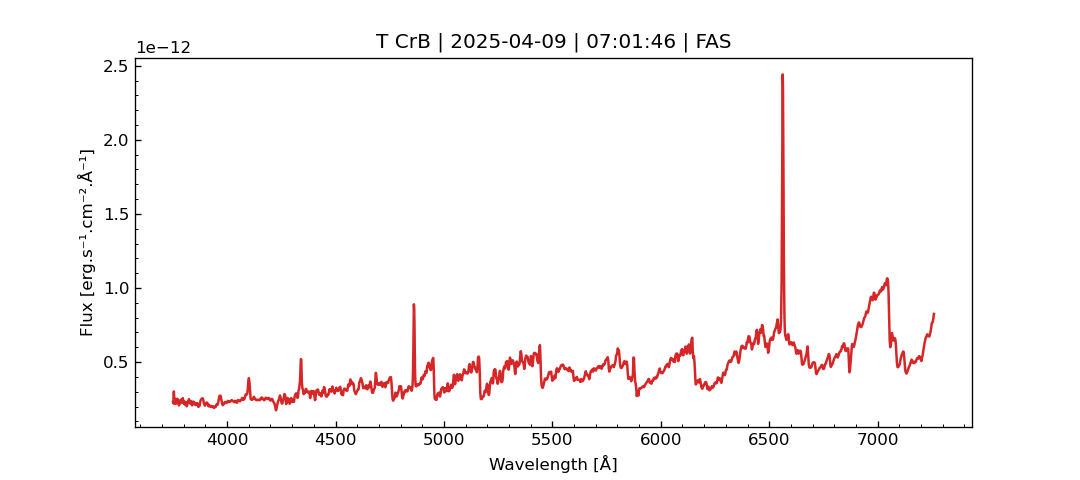 T CrB | 2025-04-09 | 07:01:46 | FAS
1e−12
2.5
2.0
1.5
1.0
0.5
Flux [erg.s⁻¹.cm⁻².Å⁻¹]
4000 4500 5000 5500 6000 6500 7000
Wavelength [Å]